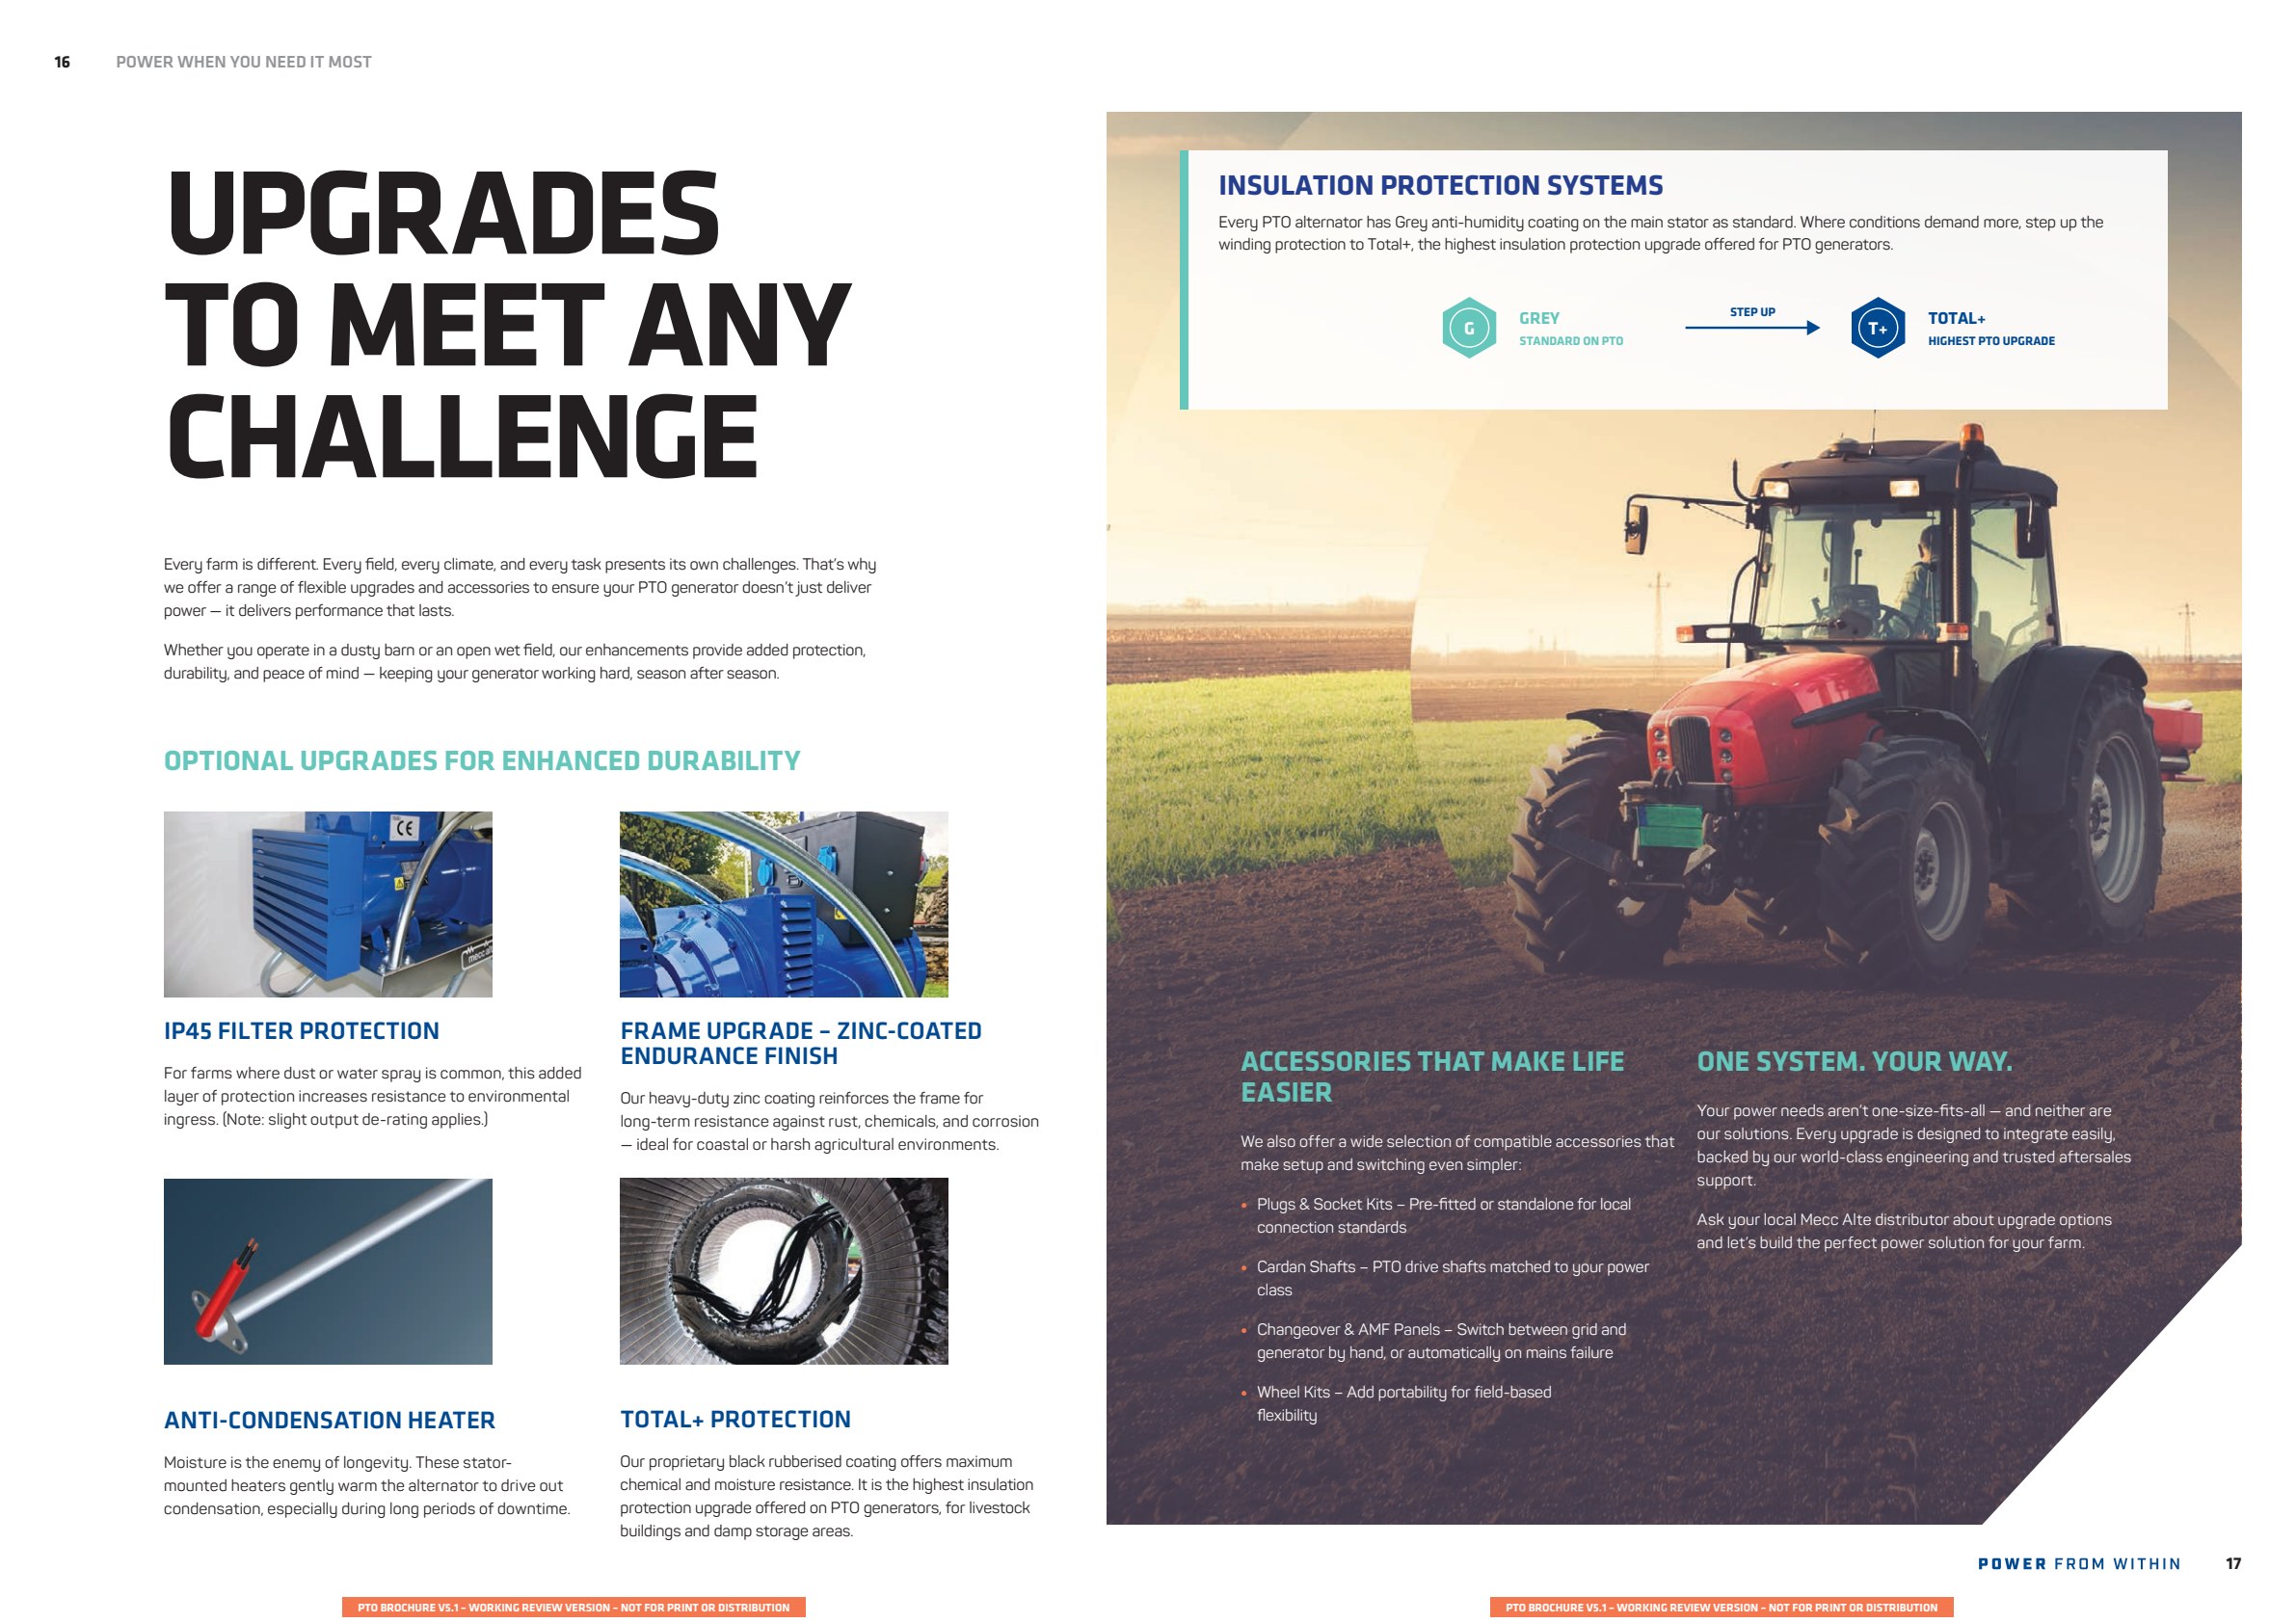 16 POWER WHEN YOU NEED IT MOST
UPGRADES
TO MEET ANY
CHALLENGE
Every farm is different. Every field, every climate, and every task presents its own challenges. That's why
we offer a range of flexible upgrades and accessories to ensure your PTO generator doesn't just deliver
power — it delivers performance that lasts.
Whether you operate in a dusty barn or an open wet field, our enhancements provide added protection,
durability, and peace of mind — keeping your generator working hard, season after season.
OPTIONAL UPGRADES FOR ENHANCED DURABILITY
CE
mecc al
IP45 FILTER PROTECTION
For farms where dust or water spray is common, this added
layer of protection increases resistance to environmental
ingress. (Note: slight output de-rating applies.)
FRAME UPGRADE – ZINC-COATED
ENDURANCE FINISH
Our heavy-duty zinc coating reinforces the frame for
long-term resistance against rust, chemicals, and corrosion
— ideal for coastal or harsh agricultural environments.
ANTI-CONDENSATION HEATER
Moisture is the enemy of longevity. These stator-
mounted heaters gently warm the alternator to drive out
condensation, especially during long periods of downtime.
TOTAL+ PROTECTION
Our proprietary black rubberised coating offers maximum
chemical and moisture resistance. It is the highest insulation
protection upgrade offered on PTO generators, for livestock
buildings and damp storage areas.
PTO BROCHURE V5.1 – WORKING REVIEW VERSION – NOT FOR PRINT OR DISTRIBUTION
INSULATION PROTECTION SYSTEMS
Every PTO alternator has Grey anti-humidity coating on the main stator as standard. Where conditions demand more, step up the
winding protection to Total+, the highest insulation protection upgrade offered for PTO generators.
G
GREY
STANDARD ON PTO
STEP UP
T+
TOTAL+
HIGHEST PTO UPGRADE
ACCESSORIES THAT MAKE LIFE
EASIER
We also offer a wide selection of compatible accessories that
make setup and switching even simpler:
• Plugs & Socket Kits – Pre-fitted or standalone for local
connection standards
• Cardan Shafts – PTO drive shafts matched to your power
class
• Changeover & AMF Panels – Switch between grid and
generator by hand, or automatically on mains failure
• Wheel Kits – Add portability for field-based
flexibility
ONE SYSTEM. YOUR WAY.
Your power needs aren't one-size-fits-all — and neither are
our solutions. Every upgrade is designed to integrate easily,
backed by our world-class engineering and trusted aftersales
support.
Ask your local Mecc Alte distributor about upgrade options
and let's build the perfect power solution for your farm.
POWER FROM WITHIN 17
PTO BROCHURE V5.1 – WORKING REVIEW VERSION – NOT FOR PRINT OR DISTRIBUTION